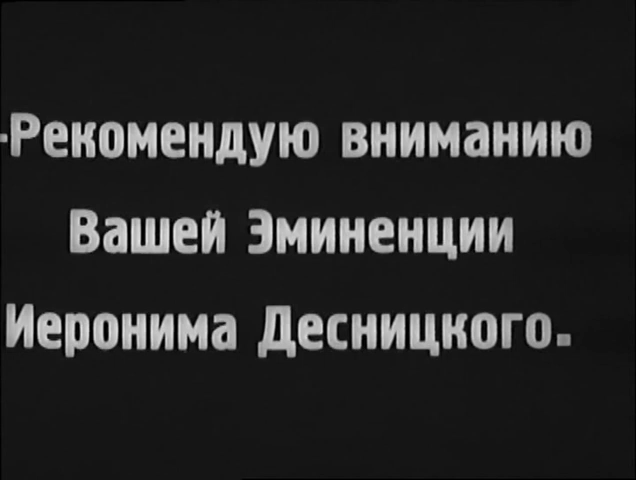 -Рекомендую вниманию
Вашей Эминенции
Иеронима Десницкого.